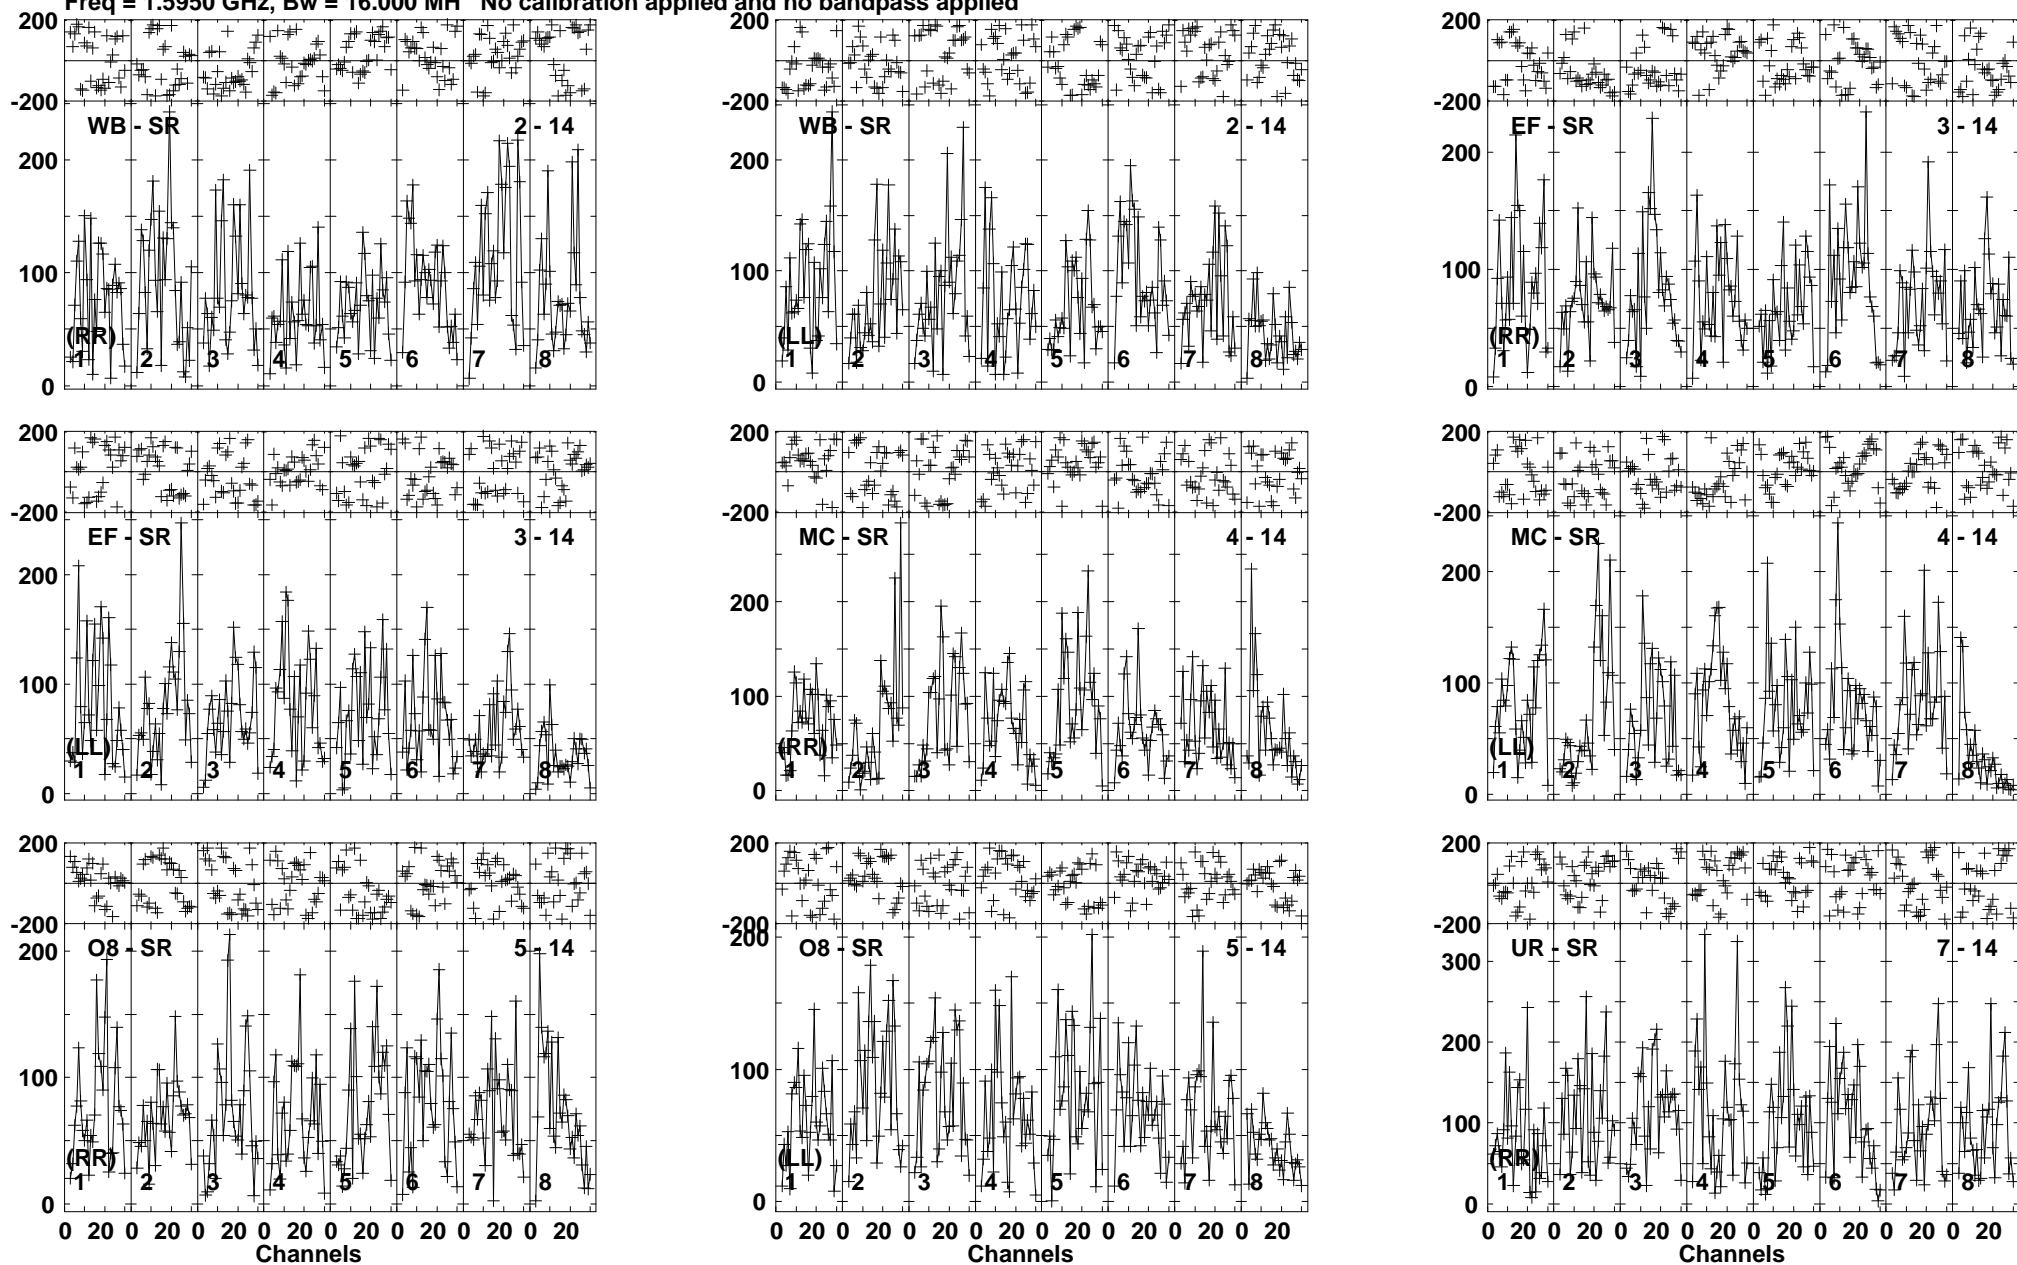 Freq = 1.5950 GHz, Bw = 16.000 MH No calibration applied and no bandpass applied
200 200 200
-200 -200 -200
WB - SR 2 - 14 WB - SR 2 - 14 EF - SR 3 - 14
200 200 200
100 100 100
(RR) (LL) (RR)
1 2 3 4 5 6 7 8 1 2 3 4 5 6 7 8 1 2 3 4 5 6 7 8
0 0 0
200 200 200
-200 -200 -200
EF - SR 3 - 14 MC - SR 4 - 14 MC - SR 4 - 14
200 200 200
100 100 100
(LL) (RR) (LL)
1 2 3 4 5 6 7 8 1 2 3 4 5 6 7 8 1 2 3 4 5 6 7 8
0 0 0
200 200 200
-200 -200 -200
O8 - SR 5 - 14 O8 - SR 5 - 14 UR - SR 7 - 14
200 200 300
200
100 100 100
(RR) (LL) (RR)
1 2 3 4 5 6 7 8 1 2 3 4 5 6 7 8 1 2 3 4 5 6 7 8
0 0 0
0 20 0 20 0 20 0 20 0 20 0 20 0 20 0 20 0 20 0 20 0 20 0 20 0 20 0 20 0 20 0 20 0 20 0 20 0 20 0 20 0 20 0 20 0 20 0 20
Channels Channels Channels